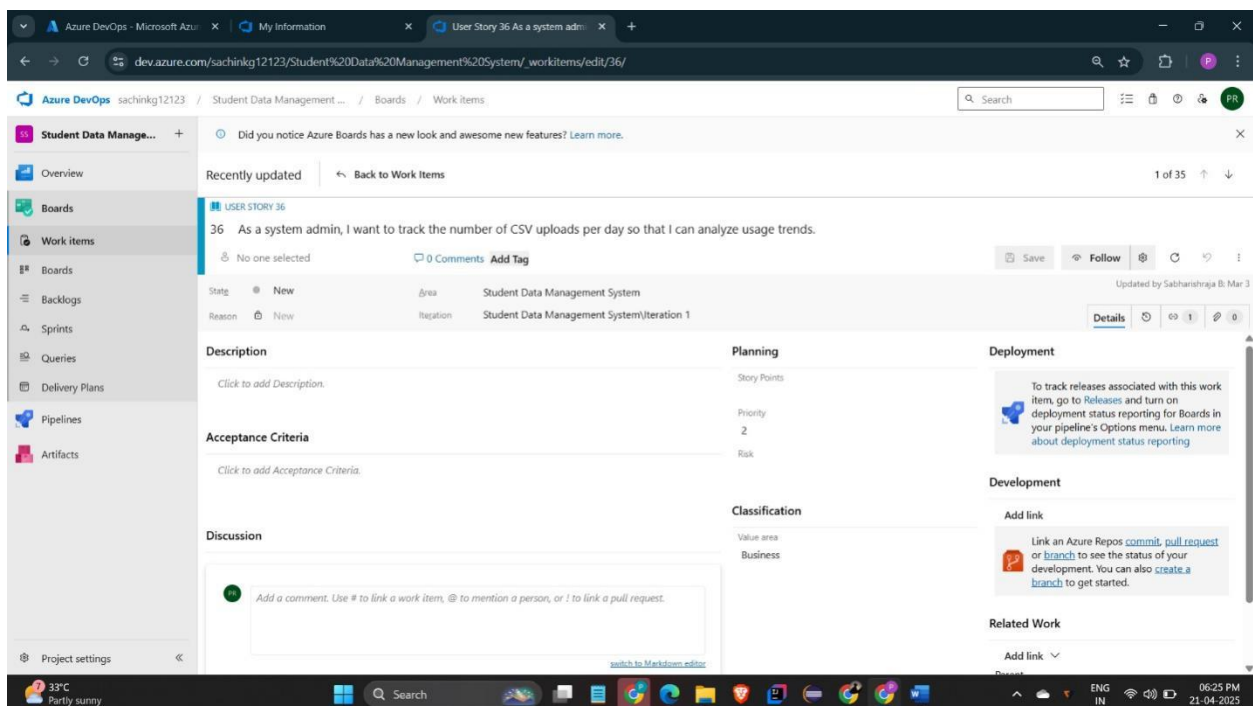 Azure DevOps - Microsoft Azu
My Information
User Story 36 As a system adm
dev.azure.com/sachinkg12123/Student%20Data%20Management%20System/_workitems/edit/36/
P
Azure DevOps sachinkg12123 / Student Data Management ... / Boards / Work items
Search
PR
SS Student Data Manage... +
Did you notice Azure Boards has a new look and awesome new features? Learn more.
Overview
Boards
Work items
Boards
Backlogs
Sprints
Queries
Delivery Plans
Pipelines
Artifacts
Project settings
Recently updated
Back to Work Items
1 of 35
USER STORY 36
36 As a system admin, I want to track the number of CSV uploads per day so that I can analyze usage trends.
No one selected
0 Comments
Add Tag
Save
Follow
State New
Area Student Data Management System
Updated by Sabharishraja B: Mar 3
Reason New
Iteration Student Data Management System\Iteration 1
Details
1
0
Description
Click to add Description.
Acceptance Criteria
Click to add Acceptance Criteria.
Discussion
PR
Add a comment. Use # to link a work item, @ to mention a person, or ! to link a pull request.
switch to Markdown editor
Planning
Story Points
Priority
2
Risk
Classification
Value area
Business
Deployment
To track releases associated with this work
item, go to Releases and turn on
deployment status reporting for Boards in
your pipeline's Options menu. Learn more
about deployment status reporting
Development
Add link
Link an Azure Repos commit, pull request
or branch to see the status of your
development. You can also create a
branch to get started.
Related Work
Add link
Parent
7
33°C
Partly sunny
Search
ENG
IN
06:25 PM
21-04-2025